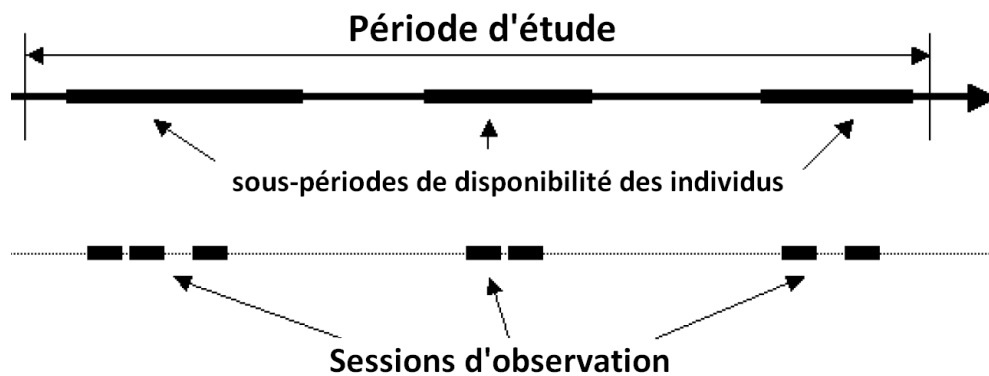 Période d'étude
sous-périodes de disponibilité des individus
Sessions d'observation